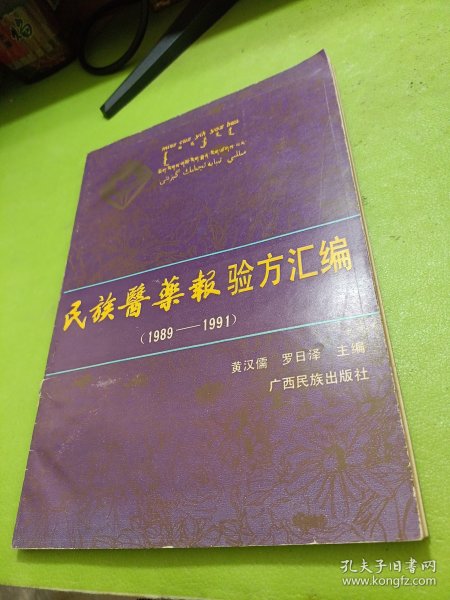 民族醫藥報验方汇编
(1989——1991)
黄汉儒 罗日泽 主编
广西民族出版社
孔夫子旧书网
www.kongfz.com